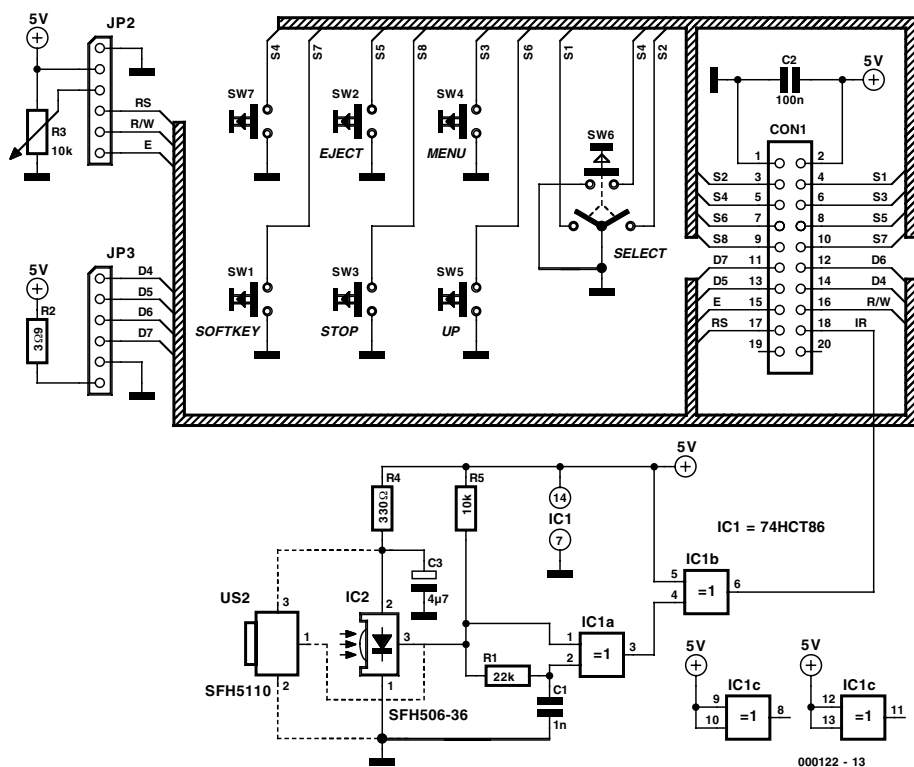 5V
JP2
RS
R/W
E
R3
10k
S4
S7
S5
S8
S3
S6
S1
S4
S2
SW7
SW2
EJECT
SW4
MENU
SW6
SELECT
SW1
SOFTKEY
SW3
STOP
SW5
UP
C2
100n
5V
CON1
1
2
S2
3
4
S1
S4
5
6
S3
S6
7
8
S5
S8
9
10
S7
D7
11
12
D6
D5
13
14
D4
E
15
16
R/W
RS
17
18
IR
19
20
5V
JP3
R2
3Ω9
D4
D5
D6
D7
5V
R4
330Ω
R5
10k
14
IC1
7
IC1 = 74HCT86
C3
4μ7
US2
3
1
2
SFH5110
IC2
2
3
1
SFH506-36
R1
22k
C1
1n
IC1a
1
2
=1
3
IC1b
5
4
=1
6
5V
IC1c
9
10
=1
8
5V
IC1c
12
13
=1
11
000122 - 13